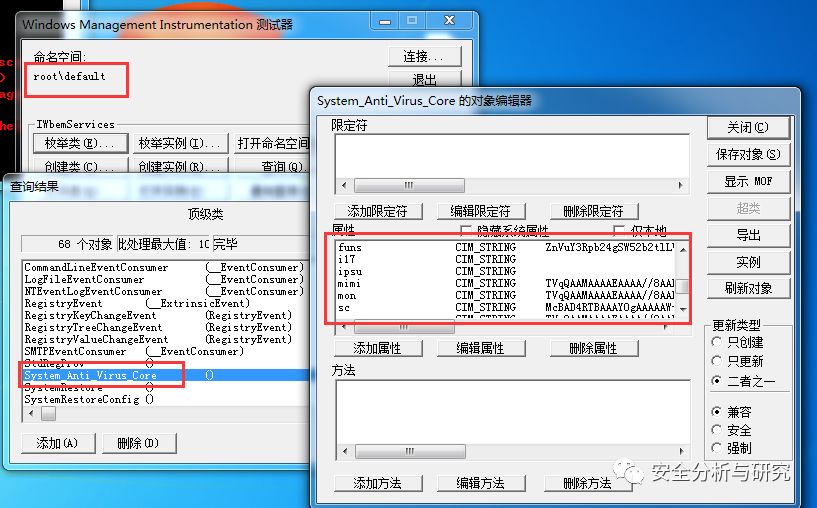 Windows Management Instrumentation 测试器
命名空间:
root\default
连接...
退出
IWbemServices
枚举类(E)...
枚举实例(I)...
打开命名空间
创建类(C)...
创建实例(R)...
查询(Q)
查询结果
顶级类
68 个对象
批处理最大值: 10
完毕
CommandLineEventConsumer (__EventConsumer)
LogFileEventConsumer (__EventConsumer)
NTEventLogEventConsumer (__EventConsumer)
RegistryEvent (__ExtrinsicEvent)
RegistryKeyChangeEvent (RegistryEvent)
RegistryTreeChangeEvent (RegistryEvent)
RegistryValueChangeEvent (RegistryEvent)
SMTPEventConsumer (__EventConsumer)
StdRegProv ()
System_Anti_Virus_Core ()
SystemRestore ()
SystemRestoreConfig ()
添加(A)
删除(D)
System_Anti_Virus_Core 的对象编辑器
限定符
添加限定符
编辑限定符
删除限定符
属性
隐藏系统属性
仅本地
funs CIM_STRING ZnVuY3Rpb24gSW52b2tlL
i17 CIM_STRING
ipsu CIM_STRING
mimi CIM_STRING TVqQAAMAAAAEAAAA//8AA
mon CIM_STRING TVqQAAMAAAAEAAAA//8AA
sc CIM_STRING McBAD4RTBAAAYOgAAAAAW
添加属性
编辑属性
删除属性
方法
添加方法
编辑方法
删除方法
关闭(C)
保存对象(S)
显示 MOF
超类
导出
实例
刷新对象
更新类型
只创建
只更新
二者之一
兼容
安全
强制
安全分析与研究